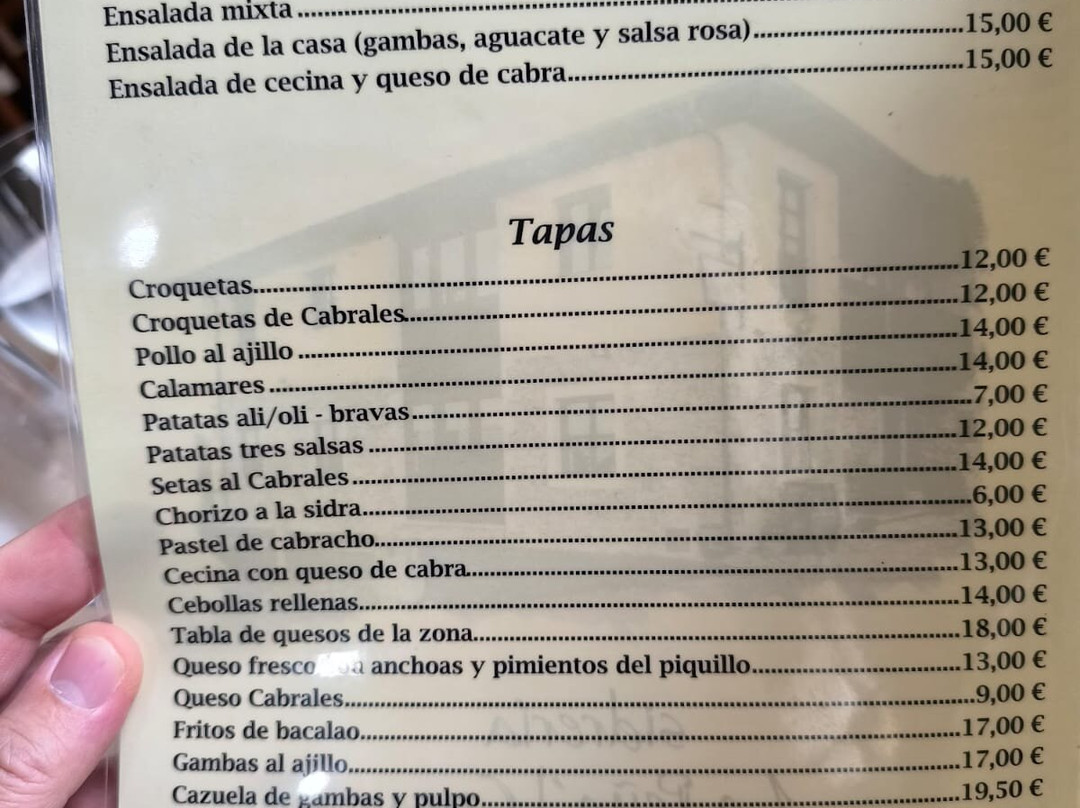 Ensalada mixta
Ensalada de la casa (gambas, aguacate y salsa rosa)..........15,00 €
Ensalada de cecina y queso de cabra..........15,00 €
Tapas
Croquetas..........12,00 €
Croquetas de Cabrales..........12,00 €
Pollo al ajillo..........14,00 €
Calamares..........14,00 €
Patatas ali/oli - bravas..........7,00 €
Patatas tres salsas..........12,00 €
Setas al Cabrales..........14,00 €
Chorizo a la sidra..........6,00 €
Pastel de cabracho..........13,00 €
Cecina con queso de cabra..........13,00 €
Cebollas rellenas..........14,00 €
Tabla de quesos de la zona..........18,00 €
Queso fresco anchoas y pimientos del piquillo..........13,00 €
Queso Cabrales..........9,00 €
Fritos de bacalao..........17,00 €
Gambas al ajillo..........17,00 €
Cazuela de gambas y pulpo..........19,50 €